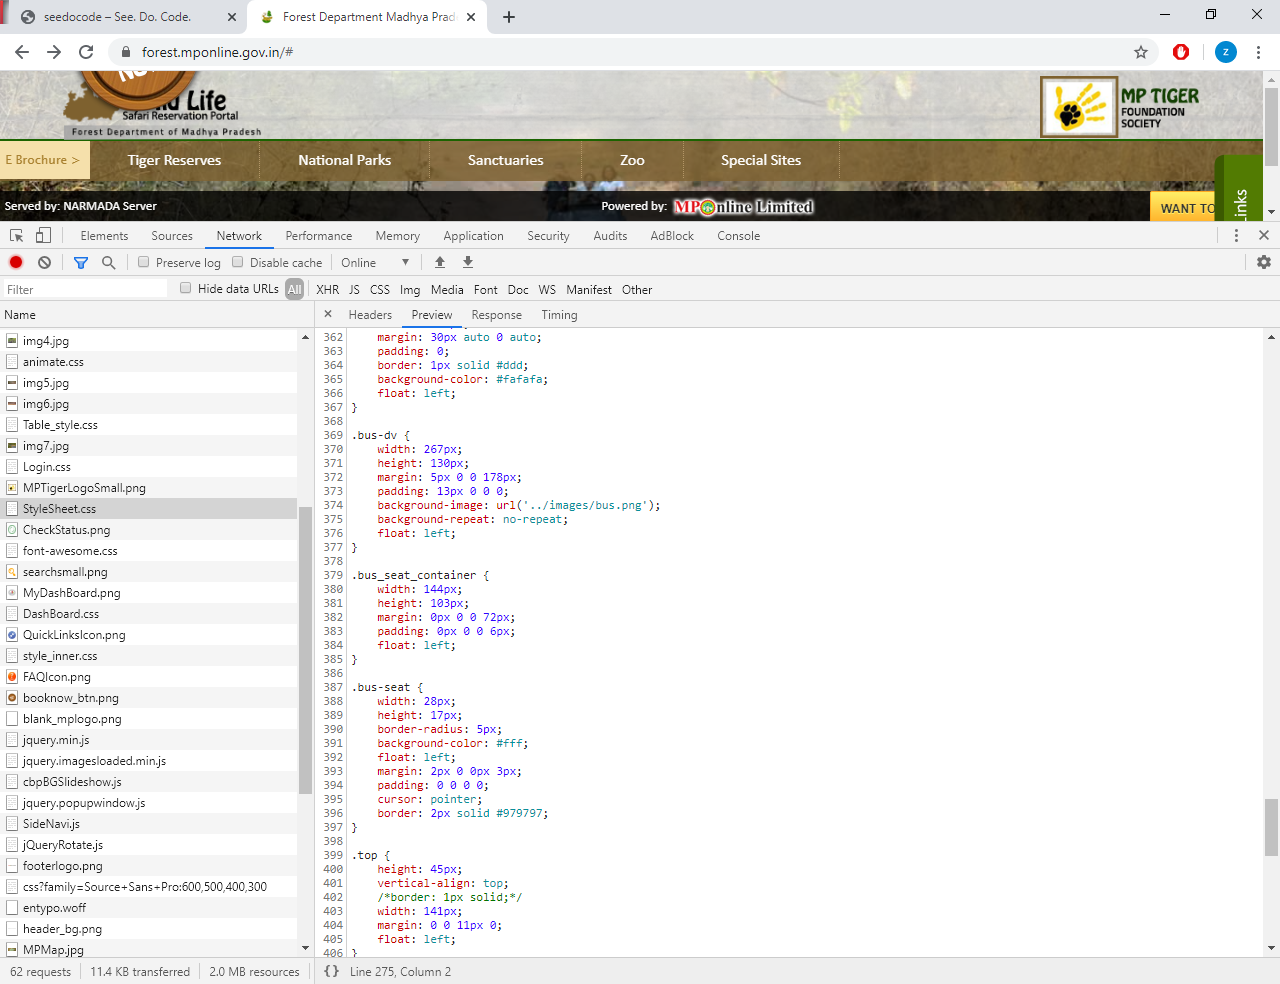 seedocode – See. Do. Code.
Forest Department Madhya Prad
forest.mponline.gov.in/#
Z
Life
Safari Reservation Portal
Forest Department of Madhya Pradesh
MP TIGER
FOUNDATION
SOCIETY
E Brochure > Tiger Reserves National Parks Sanctuaries Zoo Special Sites
Served by: NARMADA Server Powered by: MPOnline Limited WANT TO
Links
Elements Sources Network Performance Memory Application Security Audits AdBlock Console
Preserve log Disable cache Online
Filter Hide data URLs All XHR JS CSS Img Media Font Doc WS Manifest Other
Name
Headers Preview Response Timing
img4.jpg
animate.css
img5.jpg
img6.jpg
Table_style.css
img7.jpg
Login.css
MPTigerLogoSmall.png
StyleSheet.css
CheckStatus.png
font-awesome.css
searchsmall.png
MyDashBoard.png
DashBoard.css
QuickLinksIcon.png
style_inner.css
FAQIcon.png
booknow_btn.png
blank_mplogo.png
jquery.min.js
jquery.imagesloaded.min.js
cbpBGSlideshow.js
jquery.popupwindow.js
SideNavi.js
jQueryRotate.js
footerlogo.png
css?family=Source+Sans+Pro:600,500,400,300
entypo.woff
header_bg.png
MPMap.jpg
362 margin: 30px auto 0 auto;
363 padding: 0;
364 border: 1px solid #ddd;
365 background-color: #fafafa;
366 float: left;
367 }
368
369 .bus-dv {
370 width: 267px;
371 height: 130px;
372 margin: 5px 0 0 178px;
373 padding: 13px 0 0 0;
374 background-image: url('../images/bus.png');
375 background-repeat: no-repeat;
376 float: left;
377 }
378
379 .bus_seat_container {
380 width: 144px;
381 height: 103px;
382 margin: 0px 0 0 72px;
383 padding: 0px 0 0 6px;
384 float: left;
385 }
386
387 .bus-seat {
388 width: 28px;
389 height: 17px;
390 border-radius: 5px;
391 background-color: #fff;
392 float: left;
393 margin: 2px 0 0px 3px;
394 padding: 0 0 0 0;
395 cursor: pointer;
396 border: 2px solid #979797;
397 }
398
399 .top {
400 height: 45px;
401 vertical-align: top;
402 /*border: 1px solid;*/
403 width: 141px;
404 margin: 0 0 11px 0;
405 float: left;
406 }
62 requests 11.4 KB transferred 2.0 MB resources
{} Line 275, Column 2